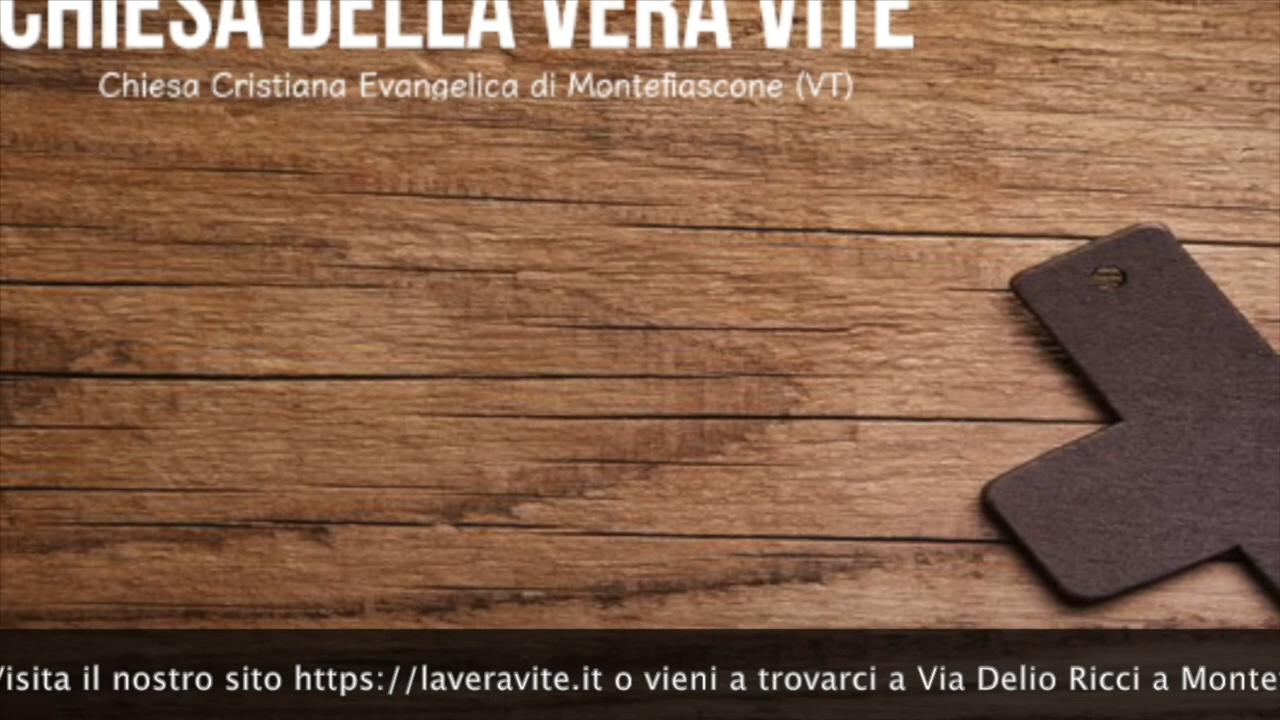 CHIESA DELLA VERA VITE
Chiesa Cristiana Evangelica di Montefiascone (VT)
Visita il nostro sito https://laveravite.it o vieni a trovarci a Via Delio Ricci a Monte